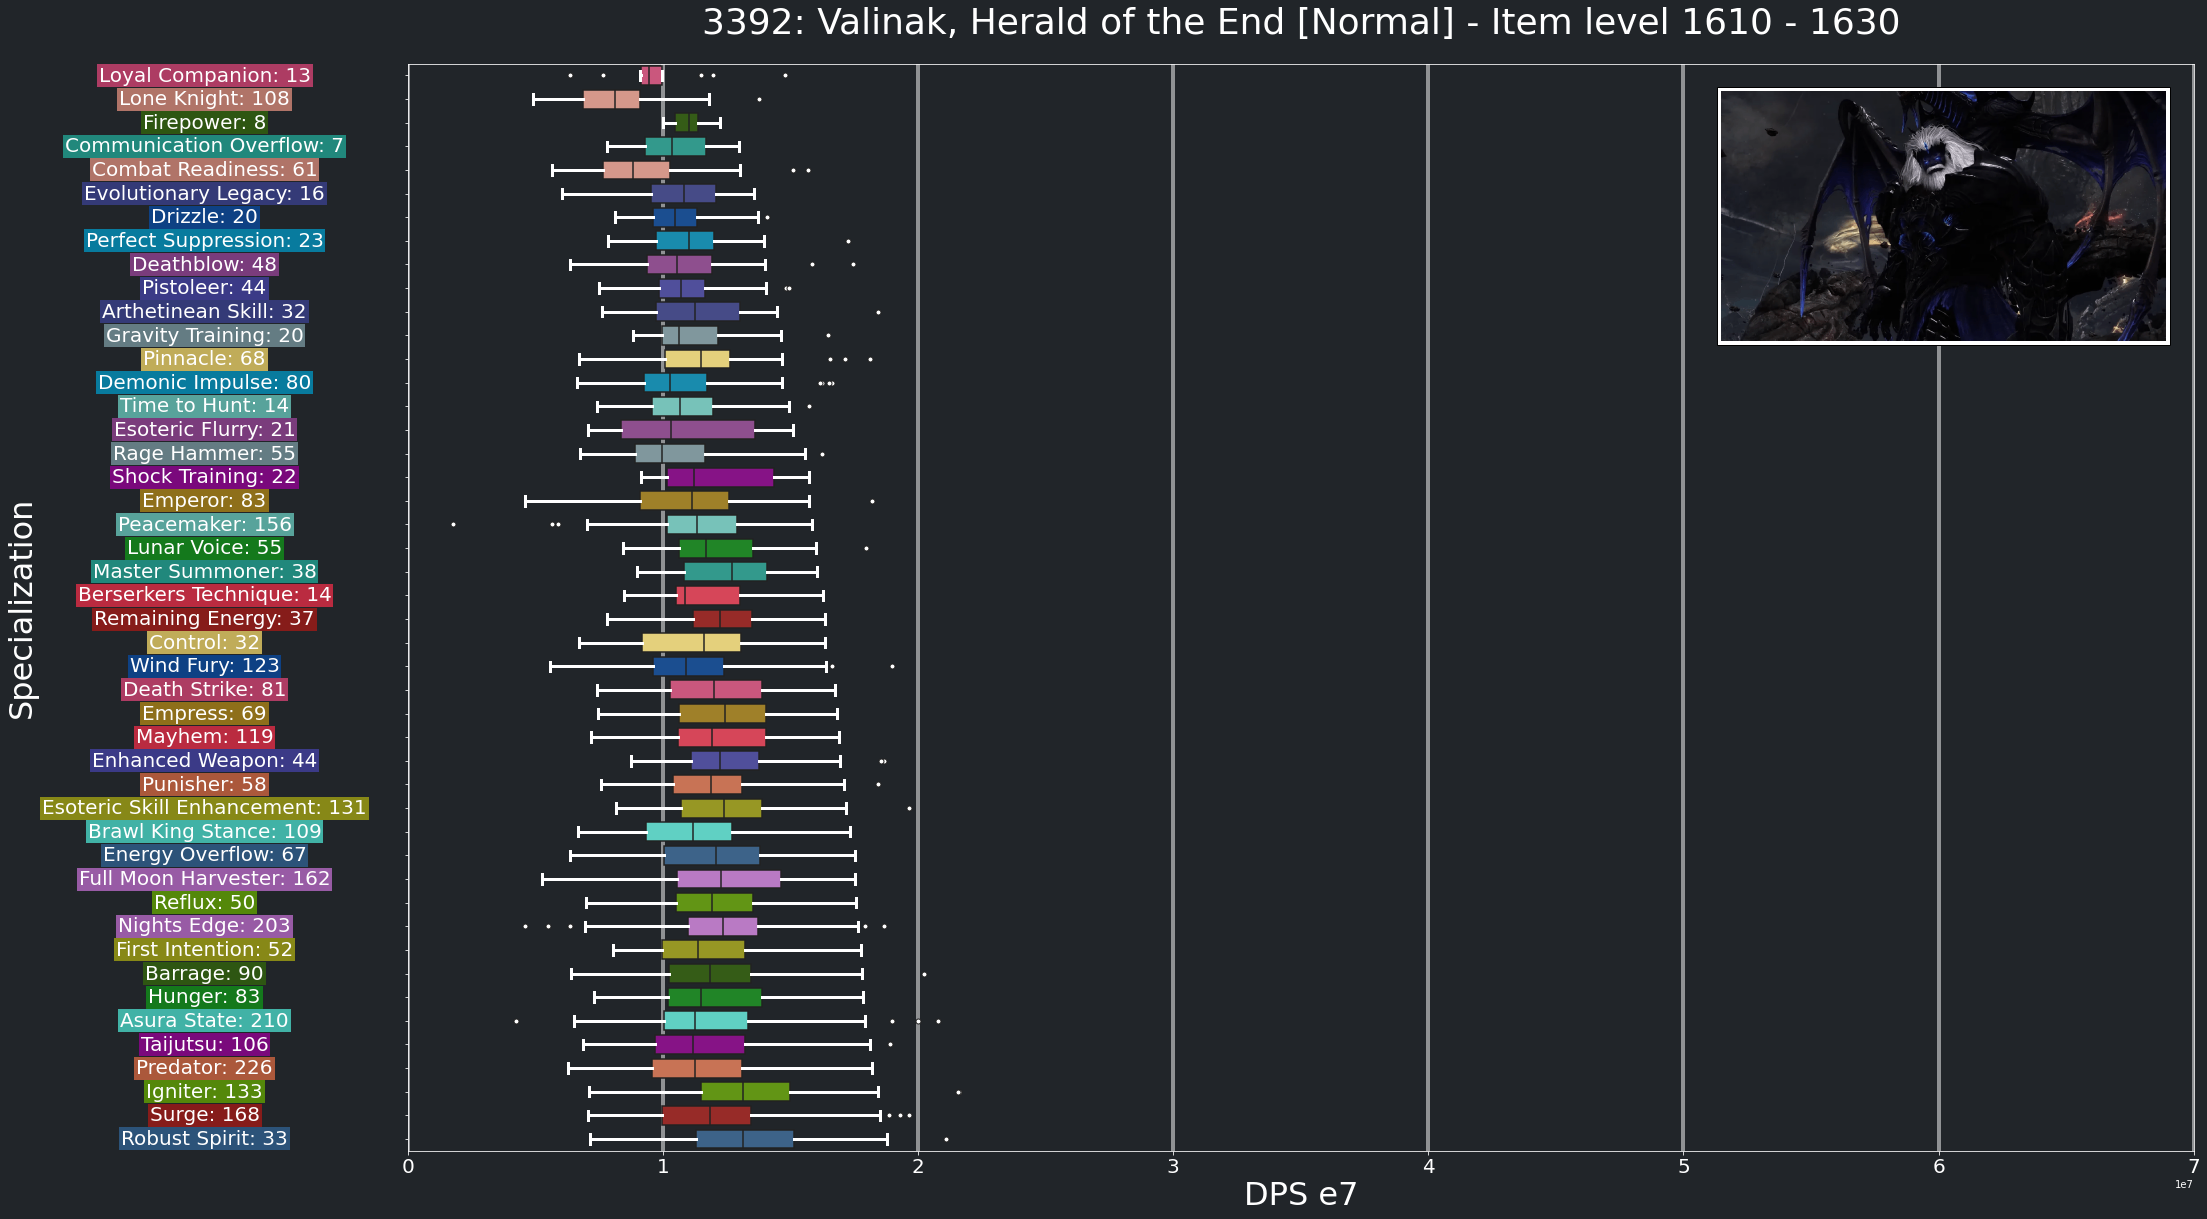 3392: Valinak, Herald of the End [Normal] - Item level 1610 - 1630
Loyal Companion: 13
Lone Knight: 108
Firepower: 8
Communication Overflow: 7
Combat Readiness: 61
Evolutionary Legacy: 16
Drizzle: 20
Perfect Suppression: 23
Deathblow: 48
Pistoleer: 44
Arthetinean Skill: 32
Gravity Training: 20
Pinnacle: 68
Demonic Impulse: 80
Time to Hunt: 14
Esoteric Flurry: 21
Rage Hammer: 55
Shock Training: 22
Emperor: 83
Peacemaker: 156
Lunar Voice: 55
Master Summoner: 38
Berserkers Technique: 14
Remaining Energy: 37
Control: 32
Wind Fury: 123
Death Strike: 81
Empress: 69
Mayhem: 119
Enhanced Weapon: 44
Punisher: 58
Esoteric Skill Enhancement: 131
Brawl King Stance: 109
Energy Overflow: 67
Full Moon Harvester: 162
Reflux: 50
Nights Edge: 203
First Intention: 52
Barrage: 90
Hunger: 83
Asura State: 210
Taijutsu: 106
Predator: 226
Igniter: 133
Surge: 168
Robust Spirit: 33
Specialization
0 1 2 3 4 5 6 7
1e7
DPS e7